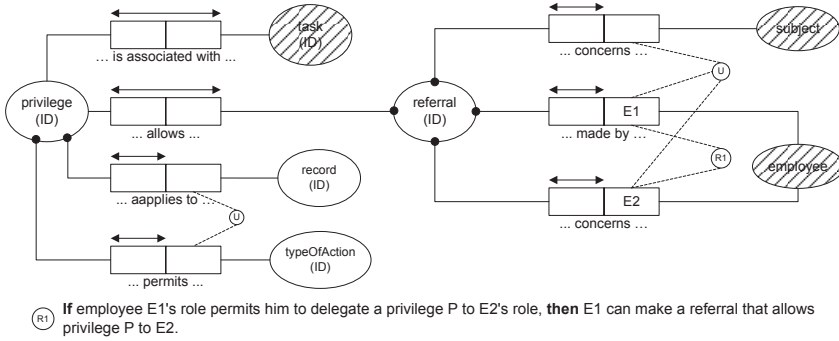 task
(ID)
... is associated with ...
... concerns ...
subject
U
privilege
(ID)
... allows ...
referral
(ID)
E1
... made by ...
R1
employee
record
(ID)
... aapplies to ...
U
E2
... concerns ...
typeOfAction
(ID)
... permits ...
R1
If employee E1's role permits him to delegate a privilege P to E2's role, then E1 can make a referral that allows
privilege P to E2.